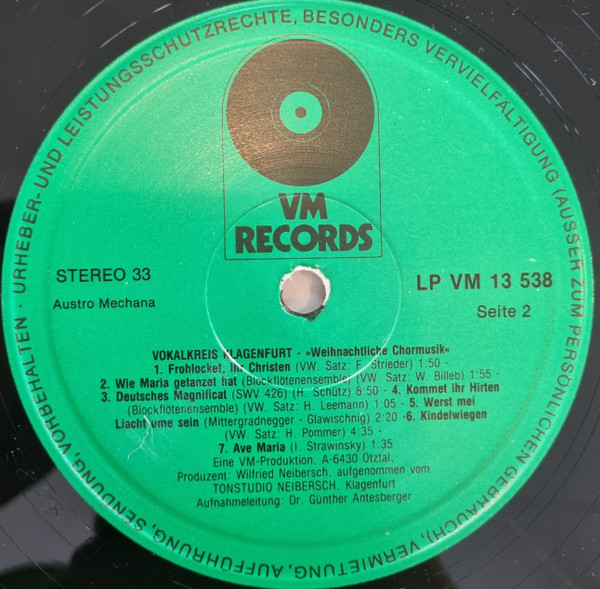 URHEBER- UND LEISTUNGSSCHUTZRECHTE, BESONDERS VERVIELFÄLTIGUNG (AUSSER ZUM PERSÖNLICHEN GEBRAUCH), VERMIETUNG, AUFFÜHRUNG, SENDUNG, VORBEHALTEN ·
VM
RECORDS
STEREO 33
LP VM 13 538
Austro Mechana
Seite 2
VOKALKREIS KLAGENFURT - »Weihnachtliche Chormusik«
1. Frohlocket, ihr Christen (VW. Satz: F. Strieder) 1:50 -
2. Wie Maria getanzet hat (Blockflötenensemble) (VW. Satz: W. Billeb) 1:55 -
3. Deutsches Magnificat (SWV 426) (H. Schütz) 6:50 - 4. Kommet ihr Hirten
(Blockflötenensemble) (VW. Satz: H. Leemann) 1:05 - 5. Werst mei
Liacht ume sein (Mittergradnegger - Glawischnig) 2:20 -6. Kindelwiegen
(VW. Satz: H. Pommer) 4:35 -
7. Ave Maria (I. Strawinsky) 1:35
Eine VM-Produktion. A-6430 Ötztal,
Produzent: Wilfried Neibersch, aufgenommen vom
TONSTUDIO NEIBERSCH, Klagenfurt
Aufnahmeleitung: Dr. Günther Antesberger